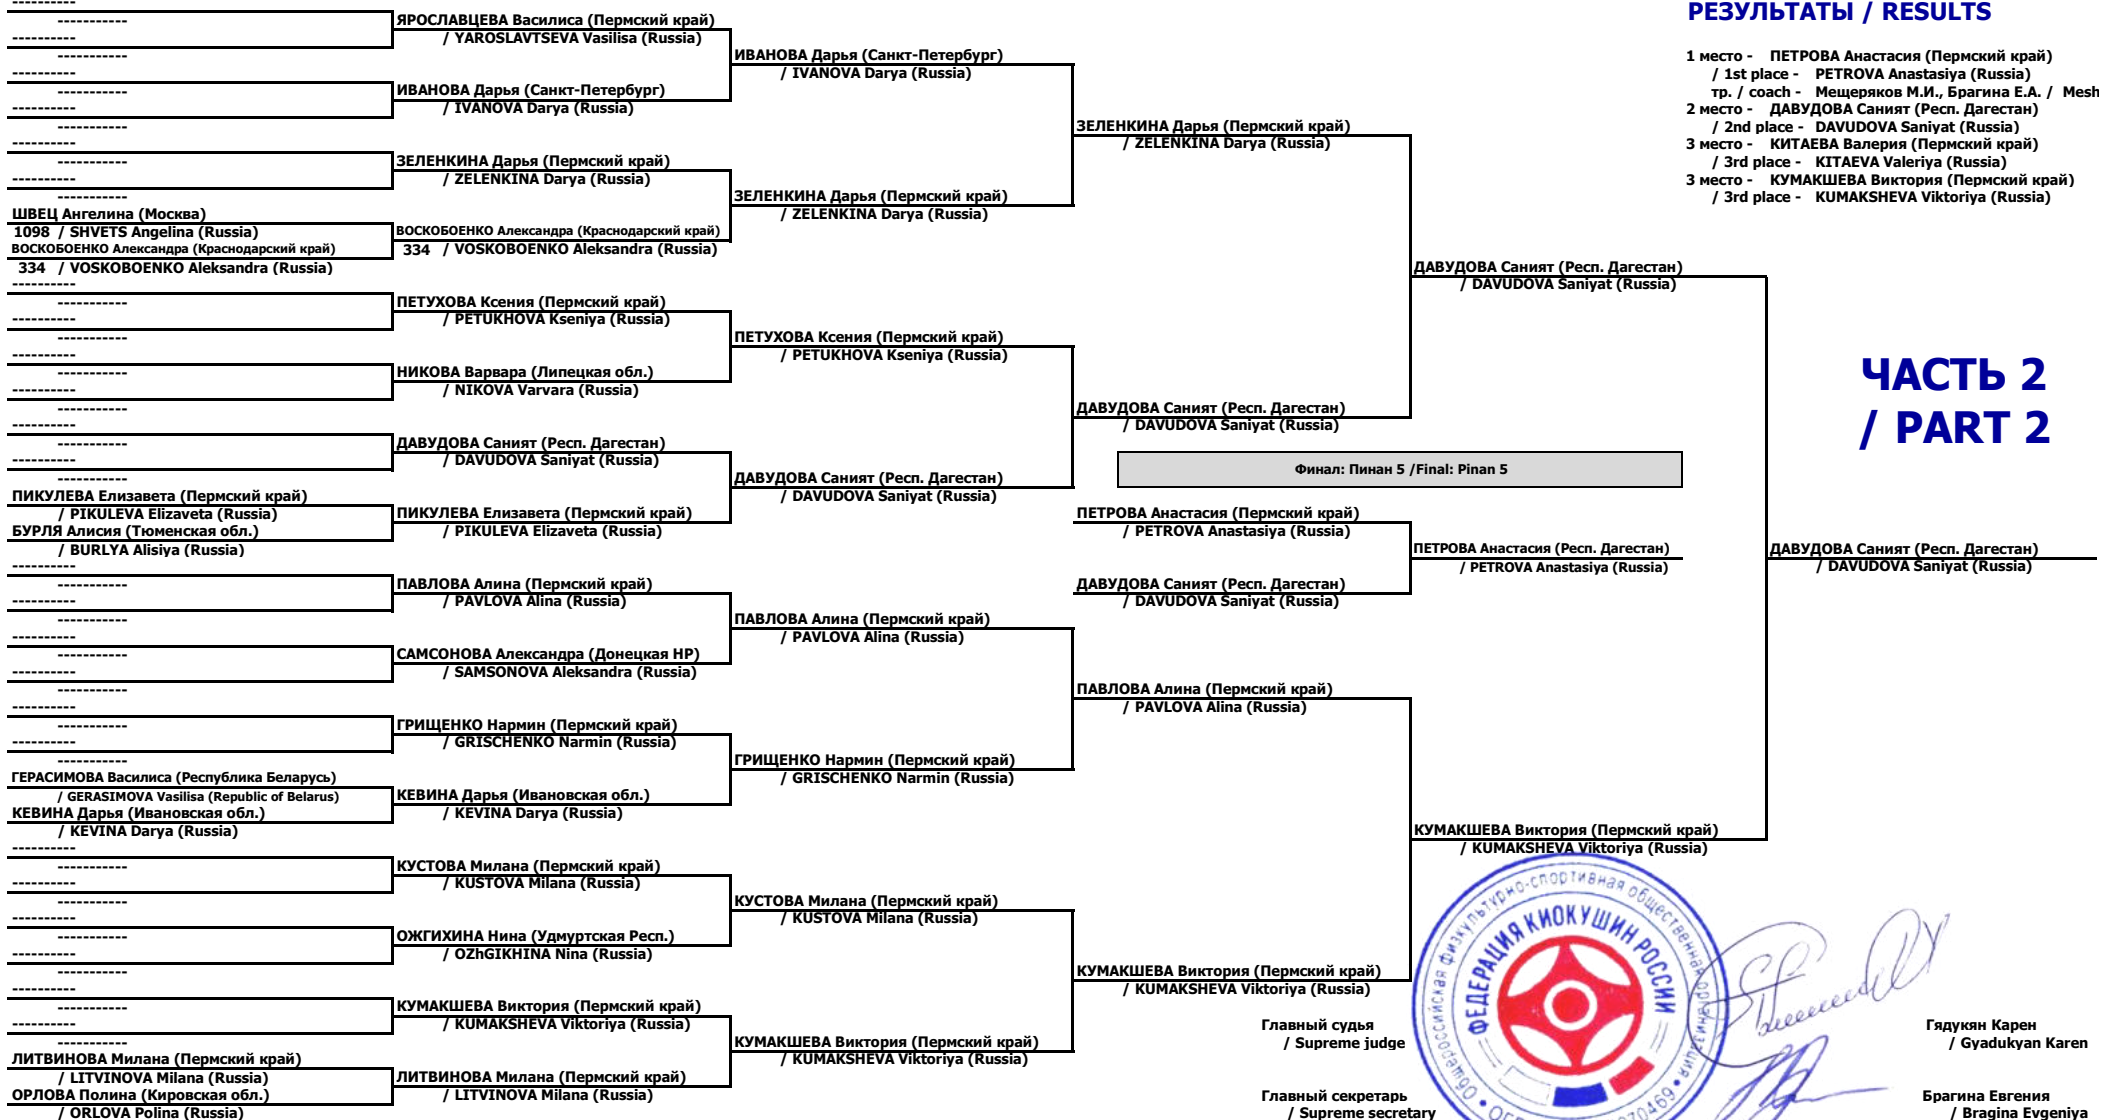 РЕЗУЛЬТАТЫ / RESULTS
1 место - ПЕТРОВА Анастасия (Пермский край)
/ 1st place - PETROVA Anastasiya (Russia)
тр. / coach - Мещеряков М.И., Брагина Е.А. / Mesh
2 место - ДАВУДОВА Саният (Респ. Дагестан)
/ 2nd place - DAVUDOVA Saniyat (Russia)
3 место - КИТАЕВА Валерия (Пермский край)
/ 3rd place - KITAEVA Valeriya (Russia)
3 место - КУМАКШЕВА Виктория (Пермский край)
/ 3rd place - KUMAKSHEVA Viktoriya (Russia)
ЧАСТЬ 2
/ PART 2
ШВЕЦ Ангелина (Москва)
1098 / SHVETS Angelina (Russia)
ВОСКОБОЕНКО Александра (Краснодарский край)
334 / VOSKOBOENKO Aleksandra (Russia)
ПИКУЛЕВА Елизавета (Пермский край)
/ PIKULEVA Elizaveta (Russia)
БУРЛЯ Алисия (Тюменская обл.)
/ BURLYA Alisiya (Russia)
ГЕРАСИМОВА Василиса (Республика Беларусь)
/ GERASIMOVA Vasilisa (Republic of Belarus)
КЕВИНА Дарья (Ивановская обл.)
/ KEVINA Darya (Russia)
ЛИТВИНОВА Милана (Пермский край)
/ LITVINOVA Milana (Russia)
ОРЛОВА Полина (Кировская обл.)
/ ORLOVA Polina (Russia)
ЯРОСЛАВЦЕВА Василиса (Пермский край)
/ YAROSLAVTSEVA Vasilisa (Russia)
ИВАНОВА Дарья (Санкт-Петербург)
/ IVANOVA Darya (Russia)
ЗЕЛЕНКИНА Дарья (Пермский край)
/ ZELENKINA Darya (Russia)
ВОСКОБОЕНКО Александра (Краснодарский край)
334 / VOSKOBOENKO Aleksandra (Russia)
ПЕТУХОВА Ксения (Пермский край)
/ PETUKHOVA Kseniya (Russia)
НИКОВА Варвара (Липецкая обл.)
/ NIKOVA Varvara (Russia)
ДАВУДОВА Саният (Респ. Дагестан)
/ DAVUDOVA Saniyat (Russia)
ПИКУЛЕВА Елизавета (Пермский край)
/ PIKULEVA Elizaveta (Russia)
ПАВЛОВА Алина (Пермский край)
/ PAVLOVA Alina (Russia)
САМСОНОВА Александра (Донецкая НР)
/ SAMSONOVA Aleksandra (Russia)
ГРИЩЕНКО Нармин (Пермский край)
/ GRISCHENKO Narmin (Russia)
КЕВИНА Дарья (Ивановская обл.)
/ KEVINA Darya (Russia)
КУСТОВА Милана (Пермский край)
/ KUSTOVA Milana (Russia)
ОЖГИХИНА Нина (Удмуртская Респ.)
/ OZhGIKHINA Nina (Russia)
КУМАКШЕВА Виктория (Пермский край)
/ KUMAKSHEVA Viktoriya (Russia)
ЛИТВИНОВА Милана (Пермский край)
/ LITVINOVA Milana (Russia)
ИВАНОВА Дарья (Санкт-Петербург)
/ IVANOVA Darya (Russia)
ЗЕЛЕНКИНА Дарья (Пермский край)
/ ZELENKINA Darya (Russia)
ПЕТУХОВА Ксения (Пермский край)
/ PETUKHOVA Kseniya (Russia)
ДАВУДОВА Саният (Респ. Дагестан)
/ DAVUDOVA Saniyat (Russia)
ПАВЛОВА Алина (Пермский край)
/ PAVLOVA Alina (Russia)
ГРИЩЕНКО Нармин (Пермский край)
/ GRISCHENKO Narmin (Russia)
КУСТОВА Милана (Пермский край)
/ KUSTOVA Milana (Russia)
КУМАКШЕВА Виктория (Пермский край)
/ KUMAKSHEVA Viktoriya (Russia)
ЗЕЛЕНКИНА Дарья (Пермский край)
/ ZELENKINA Darya (Russia)
ДАВУДОВА Саният (Респ. Дагестан)
/ DAVUDOVA Saniyat (Russia)
Финал: Пинан 5 /Final: Pinan 5
ПЕТРОВА Анастасия (Пермский край)
/ PETROVA Anastasiya (Russia)
ДАВУДОВА Саният (Респ. Дагестан)
/ DAVUDOVA Saniyat (Russia)
ПАВЛОВА Алина (Пермский край)
/ PAVLOVA Alina (Russia)
КУМАКШЕВА Виктория (Пермский край)
/ KUMAKSHEVA Viktoriya (Russia)
ДАВУДОВА Саният (Респ. Дагестан)
/ DAVUDOVA Saniyat (Russia)
ПЕТРОВА Анастасия (Респ. Дагестан)
/ PETROVA Anastasiya (Russia)
КУМАКШЕВА Виктория (Пермский край)
/ KUMAKSHEVA Viktoriya (Russia)
ДАВУДОВА Саният (Респ. Дагестан)
/ DAVUDOVA Saniyat (Russia)
Общероссийская физкультурно-спортивная общественная организация
ФЕДЕРАЦИЯ КИОКУШИН РОССИИ
Главный судья
/ Supreme judge
Гядукян Карен
/ Gyadukyan Karen
Главный секретарь
/ Supreme secretary
Брагина Евгения
/ Bragina Evgeniya